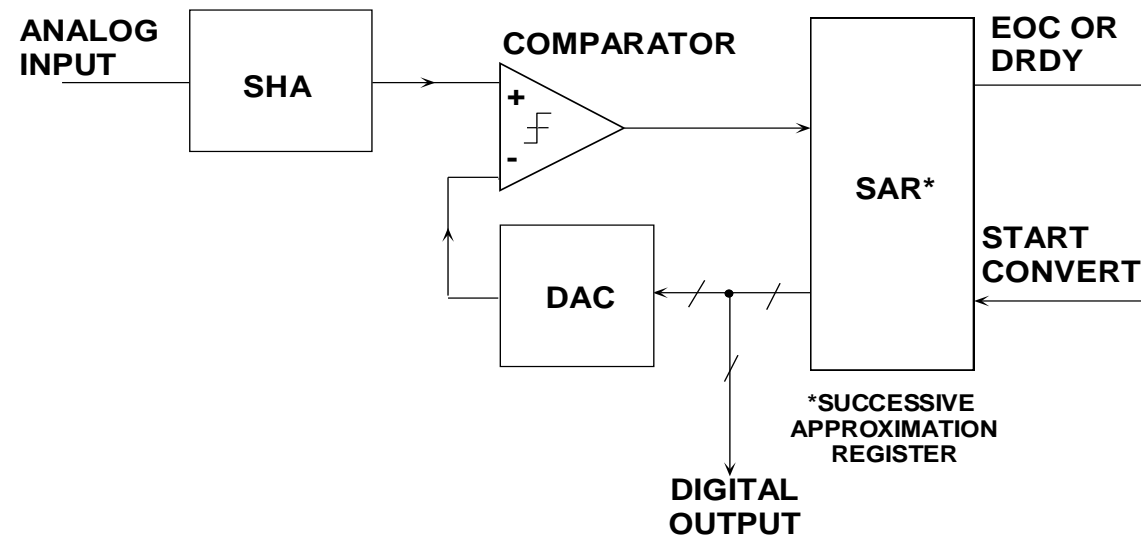 ANALOG
INPUT
SHA
COMPARATOR
+
-
SAR*
EOC OR
DRDY
START
CONVERT
DAC
*SUCCESSIVE
APPROXIMATION
REGISTER
DIGITAL
OUTPUT